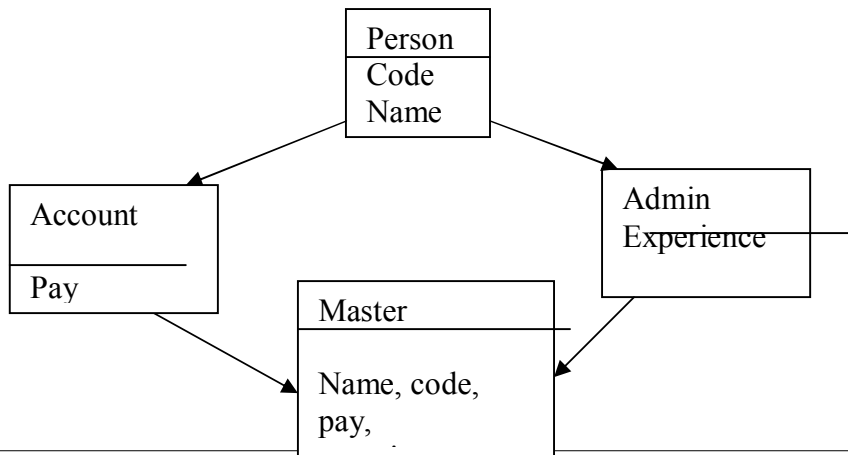 Person
Code
Name
Account
Pay
Admin
Experience
Master
Name, code,
pay,